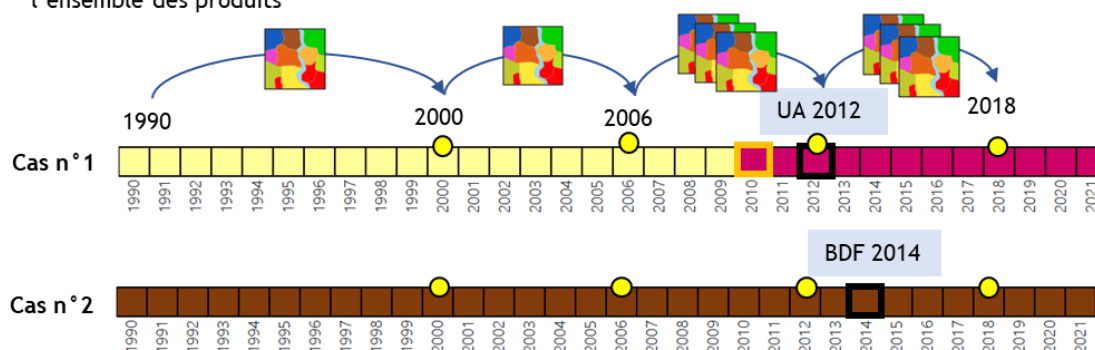 l'ensemble des produits
1990
2000
2006
UA 2012
2018
Cas n°1
1990 1991 1992 1993 1994 1995 1996 1997 1998 1999 2000 2001 2002 2003 2004 2005 2006 2007 2008 2009 2010 2011 2012 2013 2014 2015 2016 2017 2018 2019 2020 2021
BDF 2014
Cas n°2
1990 1991 1992 1993 1994 1995 1996 1997 1998 1999 2000 2001 2002 2003 2004 2005 2006 2007 2008 2009 2010 2011 2012 2013 2014 2015 2016 2017 2018 2019 2020 2021